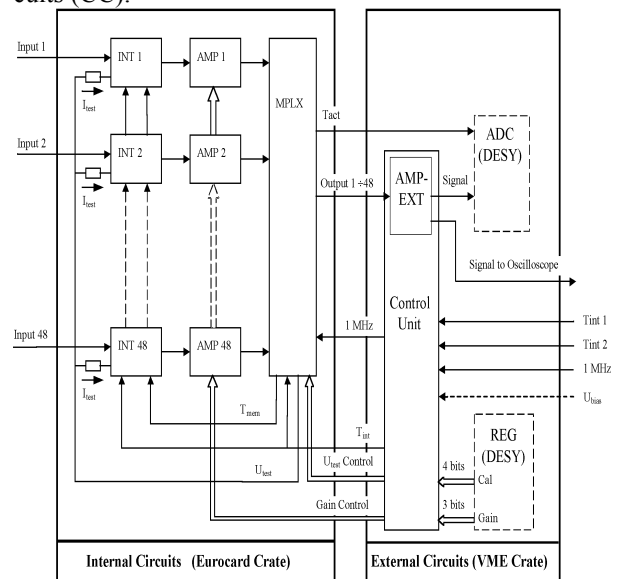 cuits (CC).
Input 1
INT 1
AMP 1
MPLX
Itest
Tact
ADC
(DESY)
Input 2
INT 2
AMP 2
Output 1 ÷48
AMP-
EXT
Signal
Itest
Signal to Oscilloscope
Control
Unit
Tint 1
1 MHz
Input 48
INT 48
AMP 48
Tint 2
1 MHz
Itest
Ubias
Tmem
Tint
REG
(DESY)
Utest Control
4 bits
Cal
Utest
3 bits
Gain Control
Gain
Internal Circuits (Eurocard Crate)
External Circuits (VME Crate)